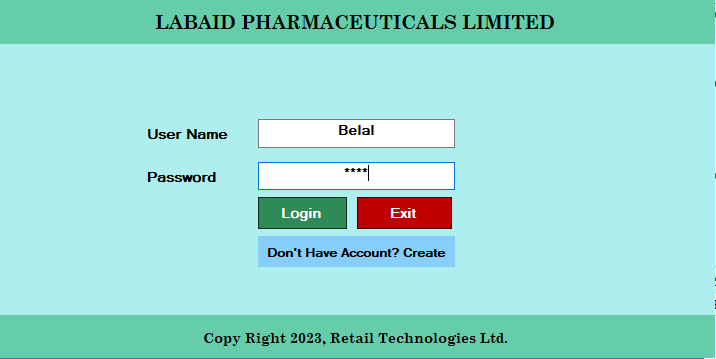 LABAID PHARMACEUTICALS LIMITED
User Name Belal
Password ****
Login Exit
Don't Have Account? Create
Copy Right 2023, Retail Technologies Ltd.